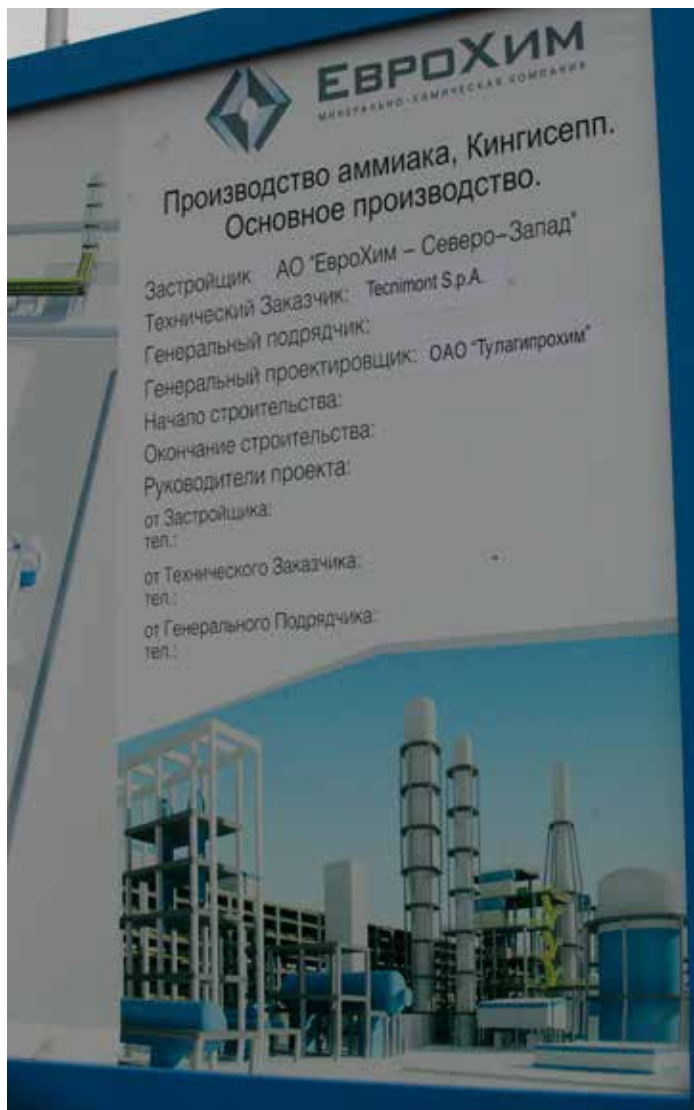 ЕвроХим
МИНЕРАЛЬНО-ХИМИЧЕСКАЯ КОМПАНИЯ
Производство аммиака, Кингисепп.
Основное производство.
Застройщик: АО "ЕвроХим – Северо-Запад"
Технический Заказчик: Tecnimont S.p.A.
Генеральный подрядчик:
Генеральный проектировщик: ОАО "Тулагипрохим"
Начало строительства:
Окончание строительства:
Руководители проекта:
от Застройщика:
тел.:
от Технического Заказчика:
тел.:
от Генерального Подрядчика:
тел.: